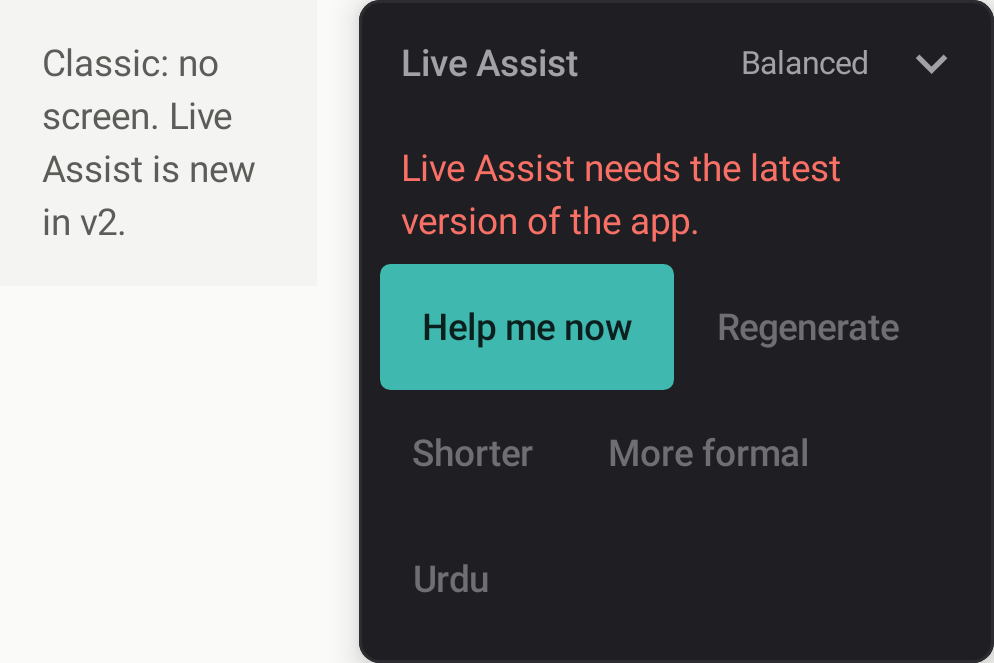 Classic: no
screen. Live
Assist is new
in v2.
Live Assist
Balanced
Live Assist needs the latest
version of the app.
Help me now
Regenerate
Shorter
More formal
Urdu